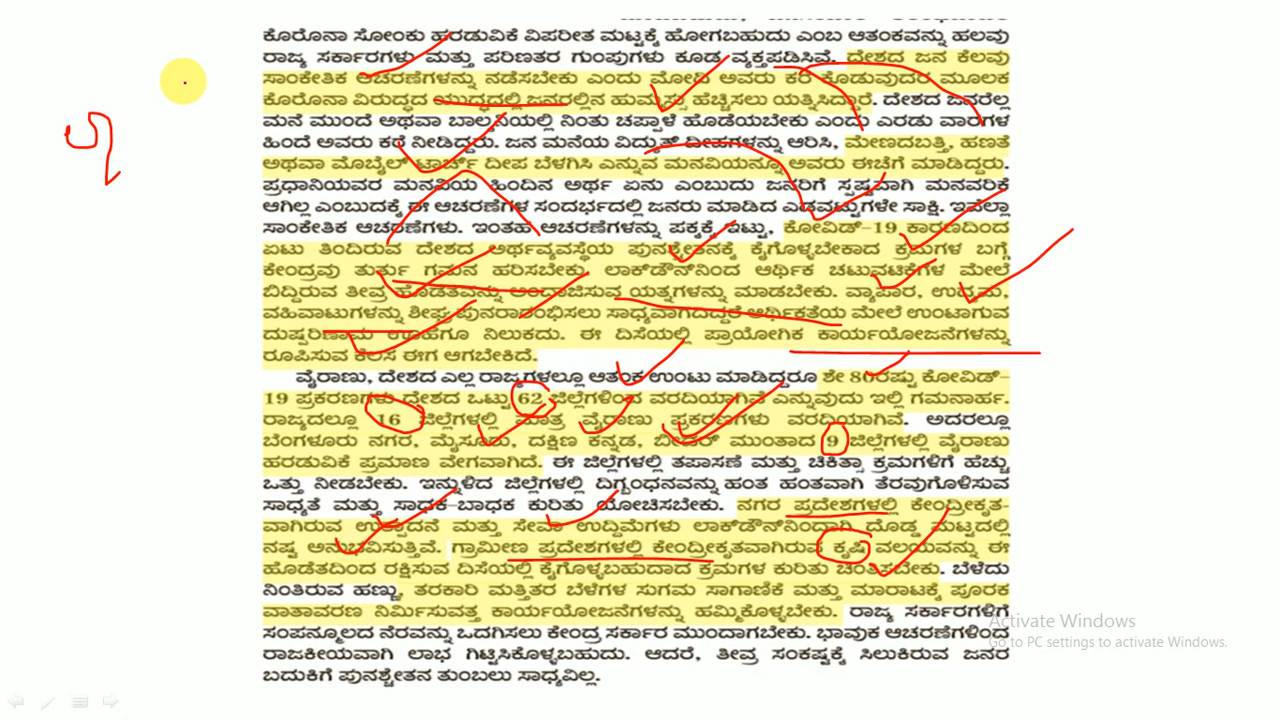 ಕೊರೊನಾ ಸೋಂಕು ಹರಡುವಿಕೆ ವಿಪರೀತ ಮಟ್ಟಕ್ಕೆ ಹೋಗಬಹುದು ಎಂಬ ಆತಂಕವನ್ನು ಹಲವು
ರಾಜ್ಯ ಸರ್ಕಾರಗಳು ಮತ್ತು ಪರಿಣತರ ಗುಂಪುಗಳು ಕೂಡ ವ್ಯಕ್ತಪಡಿಸಿವೆ. ದೇಶದ ಜನ ಕೆಲವು
ಸಾಂಕೇತಿಕ ಆಚರಣೆಗಳನ್ನು ನಡೆಸಬೇಕು ಎಂದು ಮೋದಿ ಅವರು ಕರೆ ಕೊಡುವುದರ ಮೂಲಕ
ಕೊರೊನಾ ವಿರುದ್ಧದ ಯುದ್ಧದಲ್ಲಿ ಜನರಲ್ಲಿನ ಹುಮ್ಮಸ್ಸು ಹೆಚ್ಚಿಸಲು ಯತ್ನಿಸಿದ್ದಾರೆ. ದೇಶದ ಜನರೆಲ್ಲ
ಮನೆ ಮುಂದೆ ಅಥವಾ ಬಾಲ್ಕನಿಯಲ್ಲಿ ನಿಂತು ಚಪ್ಪಾಳೆ ಹೊಡೆಯಬೇಕು ಎಂದು ಎರಡು ವಾರಗಳ
ಹಿಂದೆ ಅವರು ಕರೆ ನೀಡಿದ್ದರು. ಜನ ಮನೆಯ ವಿದ್ಯುತ್ ದೀಪಗಳನ್ನು ಆರಿಸಿ, ಮೇಣದಬತ್ತಿ, ಹಣತೆ
ಅಥವಾ ಮೊಬೈಲ್ ಟಾರ್ಚ್ ದೀಪ ಬೆಳಗಿಸಿ ಎನ್ನುವ ಮನವಿಯನ್ನೂ ಅವರು ಈಚೆಗೆ ಮಾಡಿದ್ದರು.
ಪ್ರಧಾನಿಯವರ ಮನವಿಯ ಹಿಂದಿನ ಅರ್ಥ ಏನು ಎಂಬುದು ಜನರಿಗೆ ಸ್ಪಷ್ಟವಾಗಿ ಮನವರಿಕೆ
ಆಗಿಲ್ಲ ಎಂಬುದಕ್ಕೆ ಈ ಆಚರಣೆಗಳ ಸಂದರ್ಭದಲ್ಲಿ ಜನರು ಮಾಡಿದ ಎಡವಟ್ಟುಗಳೇ ಸಾಕ್ಷಿ. ಇವೆಲ್ಲಾ
ಸಾಂಕೇತಿಕ ಆಚರಣೆಗಳು. ಇಂತಹ ಆಚರಣೆಗಳನ್ನು ಪಕ್ಕಕ್ಕೆ ಇಟ್ಟು, ಕೋವಿಡ್–19 ಕಾರಣದಿಂದ
ಏಟು ತಿಂದಿರುವ ದೇಶದ ಅರ್ಥವ್ಯವಸ್ಥೆಯ ಪುನಶ್ಚೇತನಕ್ಕೆ ಕೈಗೊಳ್ಳಬೇಕಾದ ಕ್ರಮಗಳ ಬಗ್ಗೆ
ಕೇಂದ್ರವು ತುರ್ತು ಗಮನ ಹರಿಸಬೇಕು. ಲಾಕ್‌ಡೌನ್‌ನಿಂದ ಆರ್ಥಿಕ ಚಟುವಟಿಕೆಗಳ ಮೇಲೆ
ಬಿದ್ದಿರುವ ತೀವ್ರ ಹೊಡೆತವನ್ನು ಅಂದಾಜಿಸುವ ಯತ್ನಗಳನ್ನು ಮಾಡಬೇಕು. ವ್ಯಾಪಾರ, ಉದ್ಯಮ,
ವಹಿವಾಟುಗಳನ್ನು ಶೀಘ್ರ ಪುನರಾರಂಭಿಸಲು ಸಾಧ್ಯವಾಗದಿದ್ದರೆ ಆರ್ಥಿಕತೆಯ ಮೇಲೆ ಉಂಟಾಗುವ
ದುಷ್ಪರಿಣಾಮ ಊಹೆಗೂ ನಿಲುಕದು. ಈ ದಿಸೆಯಲ್ಲಿ ಪ್ರಾಯೋಗಿಕ ಕಾರ್ಯಯೋಜನೆಗಳನ್ನು
ರೂಪಿಸುವ ಕೆಲಸ ಈಗ ಆಗಬೇಕಿದೆ.
ವೈರಾಣು, ದೇಶದ ಎಲ್ಲ ರಾಜ್ಯಗಳಲ್ಲೂ ಆತಂಕ ಉಂಟು ಮಾಡಿದ್ದರೂ ಶೇ 80ರಷ್ಟು ಕೋವಿಡ್–
19 ಪ್ರಕರಣಗಳು ದೇಶದ ಒಟ್ಟು 62 ಜಿಲ್ಲೆಗಳಿಂದ ವರದಿಯಾಗಿವೆ ಎನ್ನುವುದು ಇಲ್ಲಿ ಗಮನಾರ್ಹ.
ರಾಜ್ಯದಲ್ಲೂ 16 ಜಿಲ್ಲೆಗಳಲ್ಲಿ ಮಾತ್ರ ವೈರಾಣು ಪ್ರಕರಣಗಳು ವರದಿಯಾಗಿವೆ. ಅದರಲ್ಲೂ
ಬೆಂಗಳೂರು ನಗರ, ಮೈಸೂರು, ದಕ್ಷಿಣ ಕನ್ನಡ, ಬೀದರ್ ಮುಂತಾದ 9 ಜಿಲ್ಲೆಗಳಲ್ಲಿ ವೈರಾಣು
ಹರಡುವಿಕೆ ಪ್ರಮಾಣ ವೇಗವಾಗಿದೆ. ಈ ಜಿಲ್ಲೆಗಳಲ್ಲಿ ತಪಾಸಣೆ ಮತ್ತು ಚಿಕಿತ್ಸಾ ಕ್ರಮಗಳಿಗೆ ಹೆಚ್ಚು
ಒತ್ತು ನೀಡಬೇಕು. ಇನ್ನುಳಿದ ಜಿಲ್ಲೆಗಳಲ್ಲಿ ದಿಗ್ಬಂಧನವನ್ನು ಹಂತ ಹಂತವಾಗಿ ತೆರವುಗೊಳಿಸುವ
ಸಾಧ್ಯತೆ ಮತ್ತು ಸಾಧಕ–ಬಾಧಕ ಕುರಿತು ಯೋಚಿಸಬೇಕು. ನಗರ ಪ್ರದೇಶಗಳಲ್ಲಿ ಕೇಂದ್ರೀಕೃತ-
ವಾಗಿರುವ ಉತ್ಪಾದನೆ ಮತ್ತು ಸೇವಾ ಉದ್ದಿಮೆಗಳು ಲಾಕ್‌ಡೌನ್‌ನಿಂದಾಗಿ ದೊಡ್ಡ ಮಟ್ಟದಲ್ಲಿ
ನಷ್ಟ ಅನುಭವಿಸುತ್ತಿವೆ. ಗ್ರಾಮೀಣ ಪ್ರದೇಶಗಳಲ್ಲಿ ಕೇಂದ್ರೀಕೃತವಾಗಿರುವ ಕೃಷಿ ವಲಯವನ್ನು ಈ
ಹೊಡೆತದಿಂದ ರಕ್ಷಿಸುವ ದಿಸೆಯಲ್ಲಿ ಕೈಗೊಳ್ಳಬಹುದಾದ ಕ್ರಮಗಳ ಕುರಿತು ಚಿಂತಿಸಬೇಕು. ಬೆಳೆದು
ನಿಂತಿರುವ ಹಣ್ಣು, ತರಕಾರಿ ಮತ್ತಿತರ ಬೆಳೆಗಳ ಸುಗಮ ಸಾಗಾಣಿಕೆ ಮತ್ತು ಮಾರಾಟಕ್ಕೆ ಪೂರಕ
ವಾತಾವರಣ ನಿರ್ಮಿಸುವತ್ತ ಕಾರ್ಯಯೋಜನೆಗಳನ್ನು ಹಮ್ಮಿಕೊಳ್ಳಬೇಕು. ರಾಜ್ಯ ಸರ್ಕಾರಗಳಿಗೆ
ಸಂಪನ್ಮೂಲದ ನೆರವನ್ನು ಒದಗಿಸಲು ಕೇಂದ್ರ ಸರ್ಕಾರ ಮುಂದಾಗಬೇಕು. ಭಾವುಕ ಆಚರಣೆಗಳಿಂದ
ರಾಜಕೀಯವಾಗಿ ಲಾಭ ಗಿಟ್ಟಿಸಿಕೊಳ್ಳಬಹುದು. ಆದರೆ, ತೀವ್ರ ಸಂಕಷ್ಟಕ್ಕೆ ಸಿಲುಕಿರುವ ಜನರ
ಬದುಕಿಗೆ ಪುನಶ್ಚೇತನ ತುಂಬಲು ಸಾಧ್ಯವಿಲ್ಲ.
Activate Windows
Go to PC settings to activate Windows.